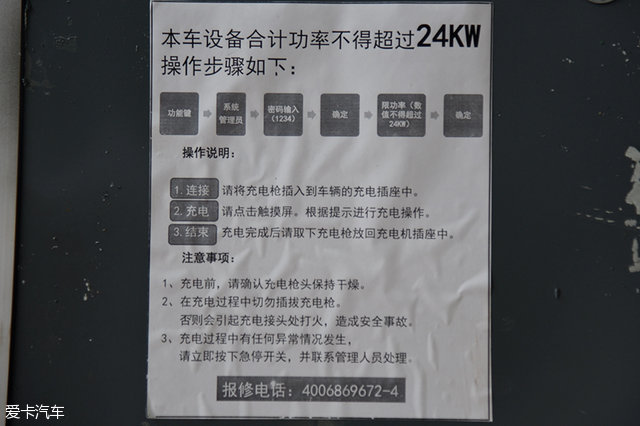 本车设备合计功率不得超过24KW
操作步骤如下：
功能键 系统管理员 密码输入（1234） 确定 限功率（数值不得超过24KW） 确定
操作说明：
1. 连接 请将充电枪插入到车辆的充电插座中。
2. 充电 请点击触摸屏。根据提示进行充电操作。
3. 结束 充电完成后请取下充电枪放回充电机插座中。
注意事项：
1、充电前，请确认充电枪头保持干燥。
2、在充电过程中切勿插拔充电枪。
否则会引起充电接头处打火，造成安全事故。
3、充电过程中有任何异常情况发生，
请立即按下急停开关，并联系管理人员处理。
报修电话：4006869672-4
爱卡汽车